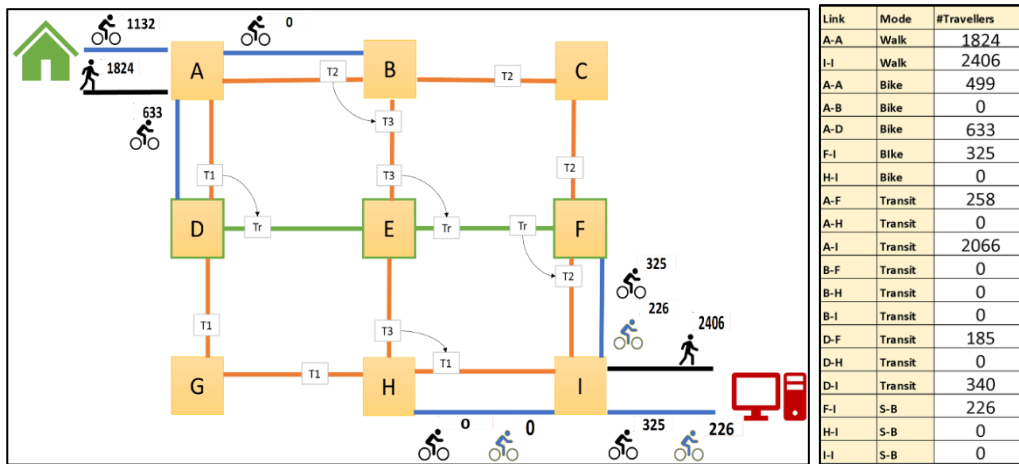 1132
0
1824
633
A
B
C
T2
T2
T3
T1
T3
T2
Tr
Tr
Tr
D
E
F
T2
325
226
2406
T1
T3
T1
T1
G
H
I
0
0
325
226
Link Mode #Travellers
A-A Walk 1824
I-I Walk 2406
A-A Bike 499
A-B Bike 0
A-D Bike 633
F-I BIke 325
H-I Bike 0
A-F Transit 258
A-H Transit 0
A-I Transit 2066
B-F Transit 0
B-H Transit 0
B-I Transit 0
D-F Transit 185
D-H Transit 0
D-I Transit 340
F-I S-B 226
H-I S-B 0
I-I S-B 0